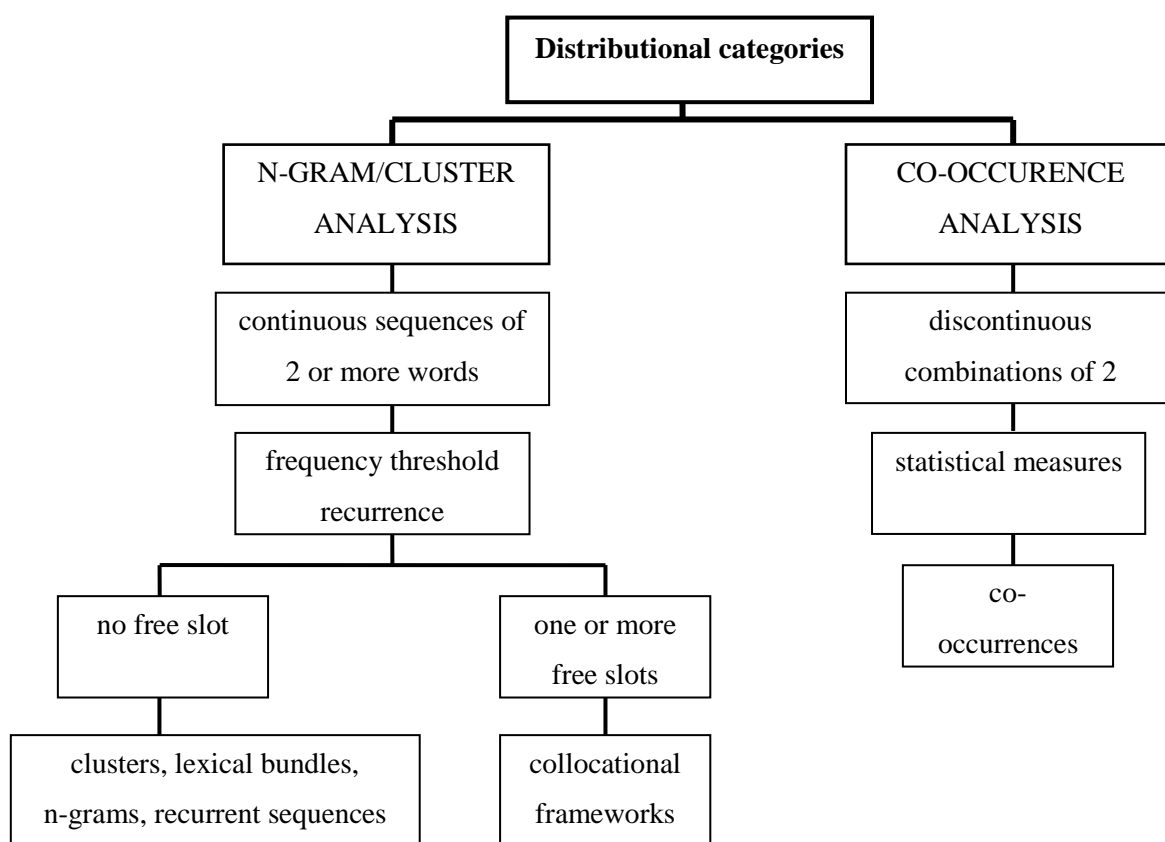 Distributional categories
N-GRAM/CLUSTER
ANALYSIS
CO-OCCURENCE
ANALYSIS
continuous sequences of
2 or more words
discontinuous
combinations of 2
frequency threshold
recurrence
statistical measures
no free slot
one or more
free slots
co-
occurrences
clusters, lexical bundles,
n-grams, recurrent sequences
collocational
frameworks